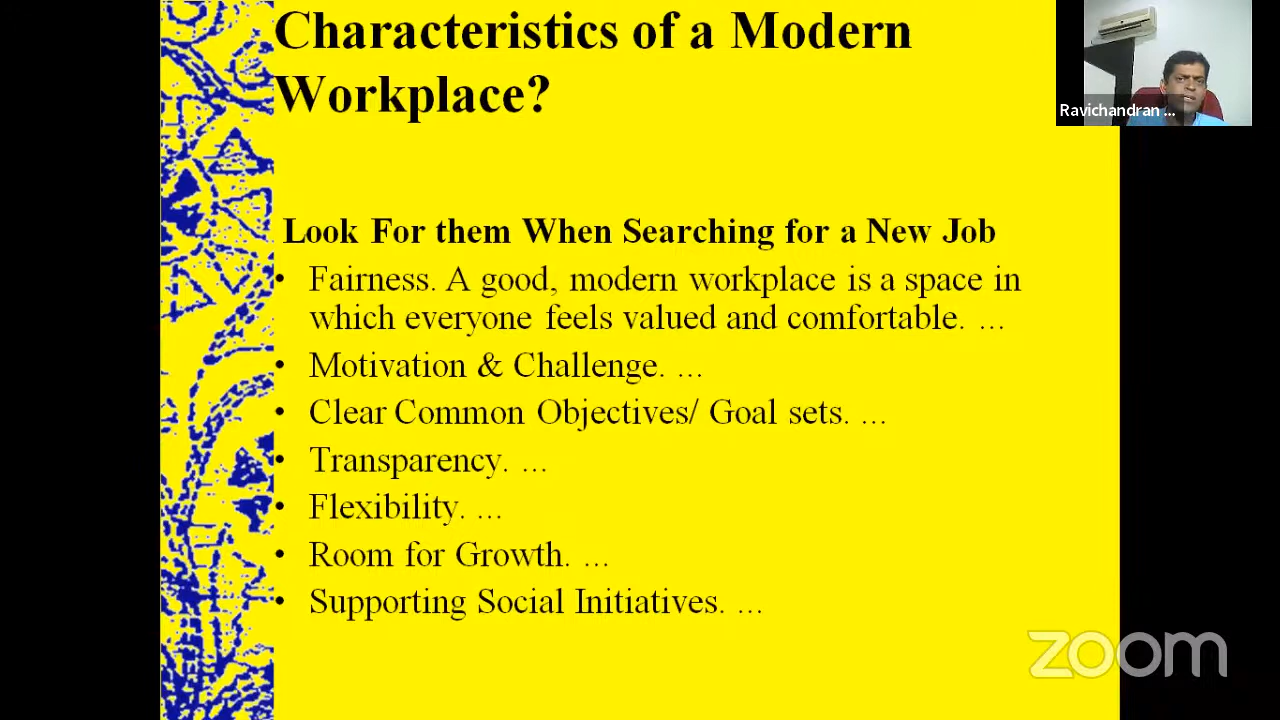 Characteristics of a Modern
Workplace?
Ravichandran ...
Look For them When Searching for a New Job
• Fairness. A good, modern workplace is a space in
which everyone feels valued and comfortable. ...
• Motivation & Challenge. ...
• Clear Common Objectives/ Goal sets. ...
• Transparency. ...
• Flexibility. ...
• Room for Growth. ...
• Supporting Social Initiatives. ...
zoom